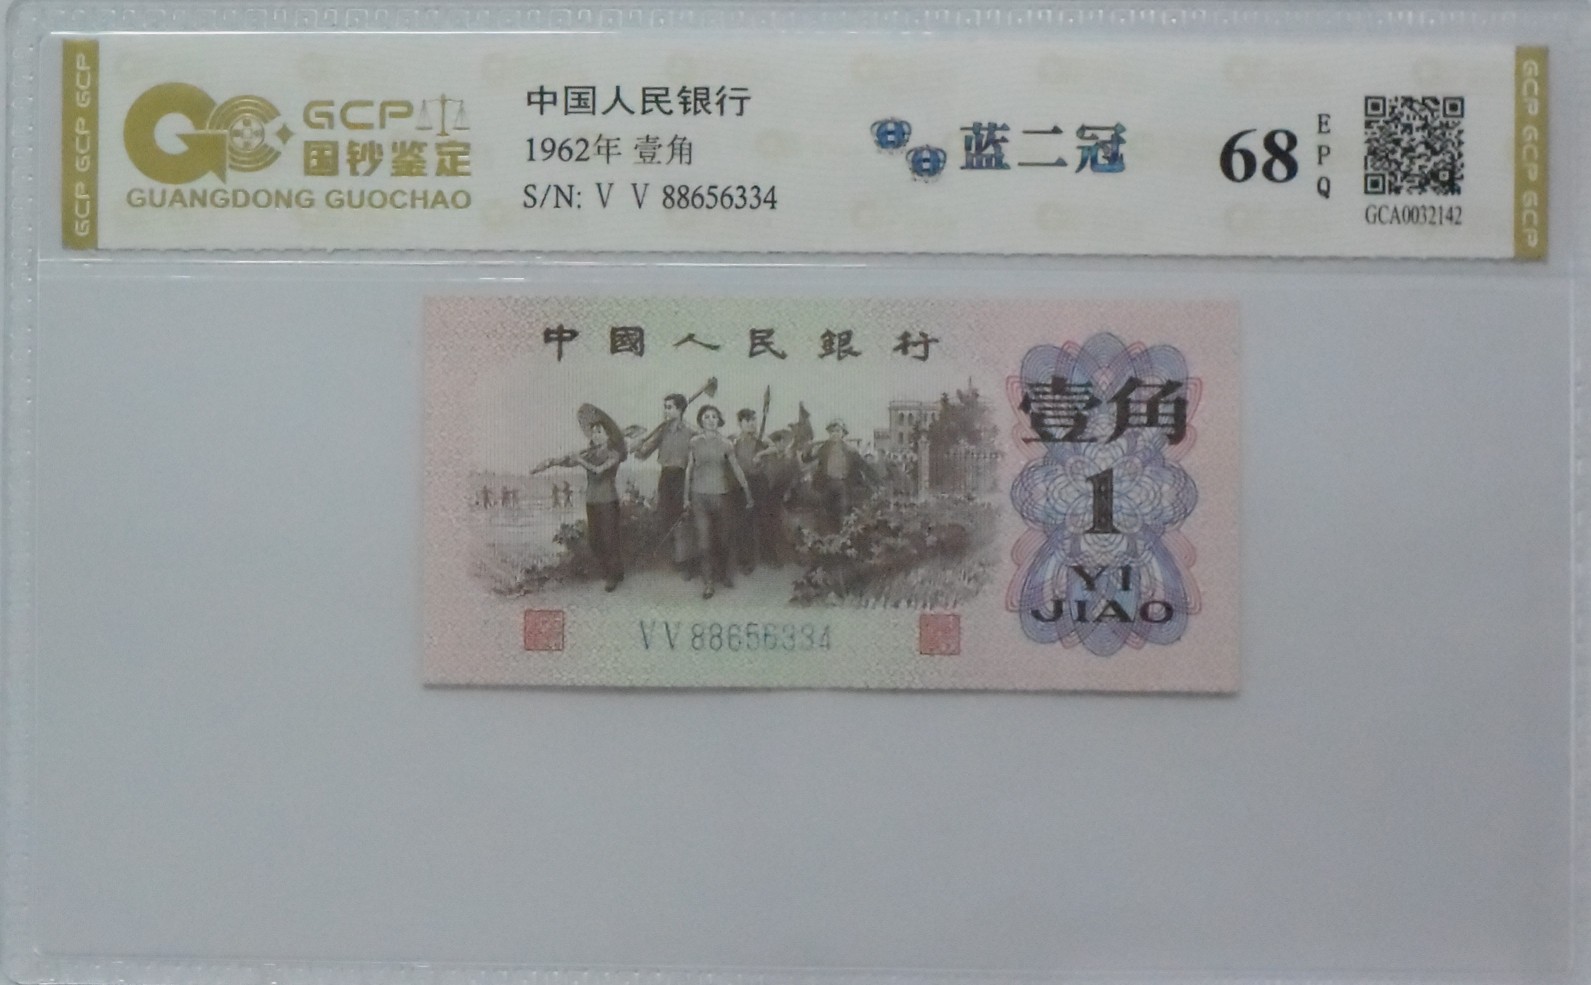 GCP GCP GCP
GCP
国钞鉴定
GUANGDONG GUOCHAO
中国人民银行
1962年 壹角
S/N: V V 88656334
蓝二冠
68
E
P
Q
GCA0032142
GCP GCP GCP
中國人民銀行
壹角
1
YI
JIAO
VV88656334